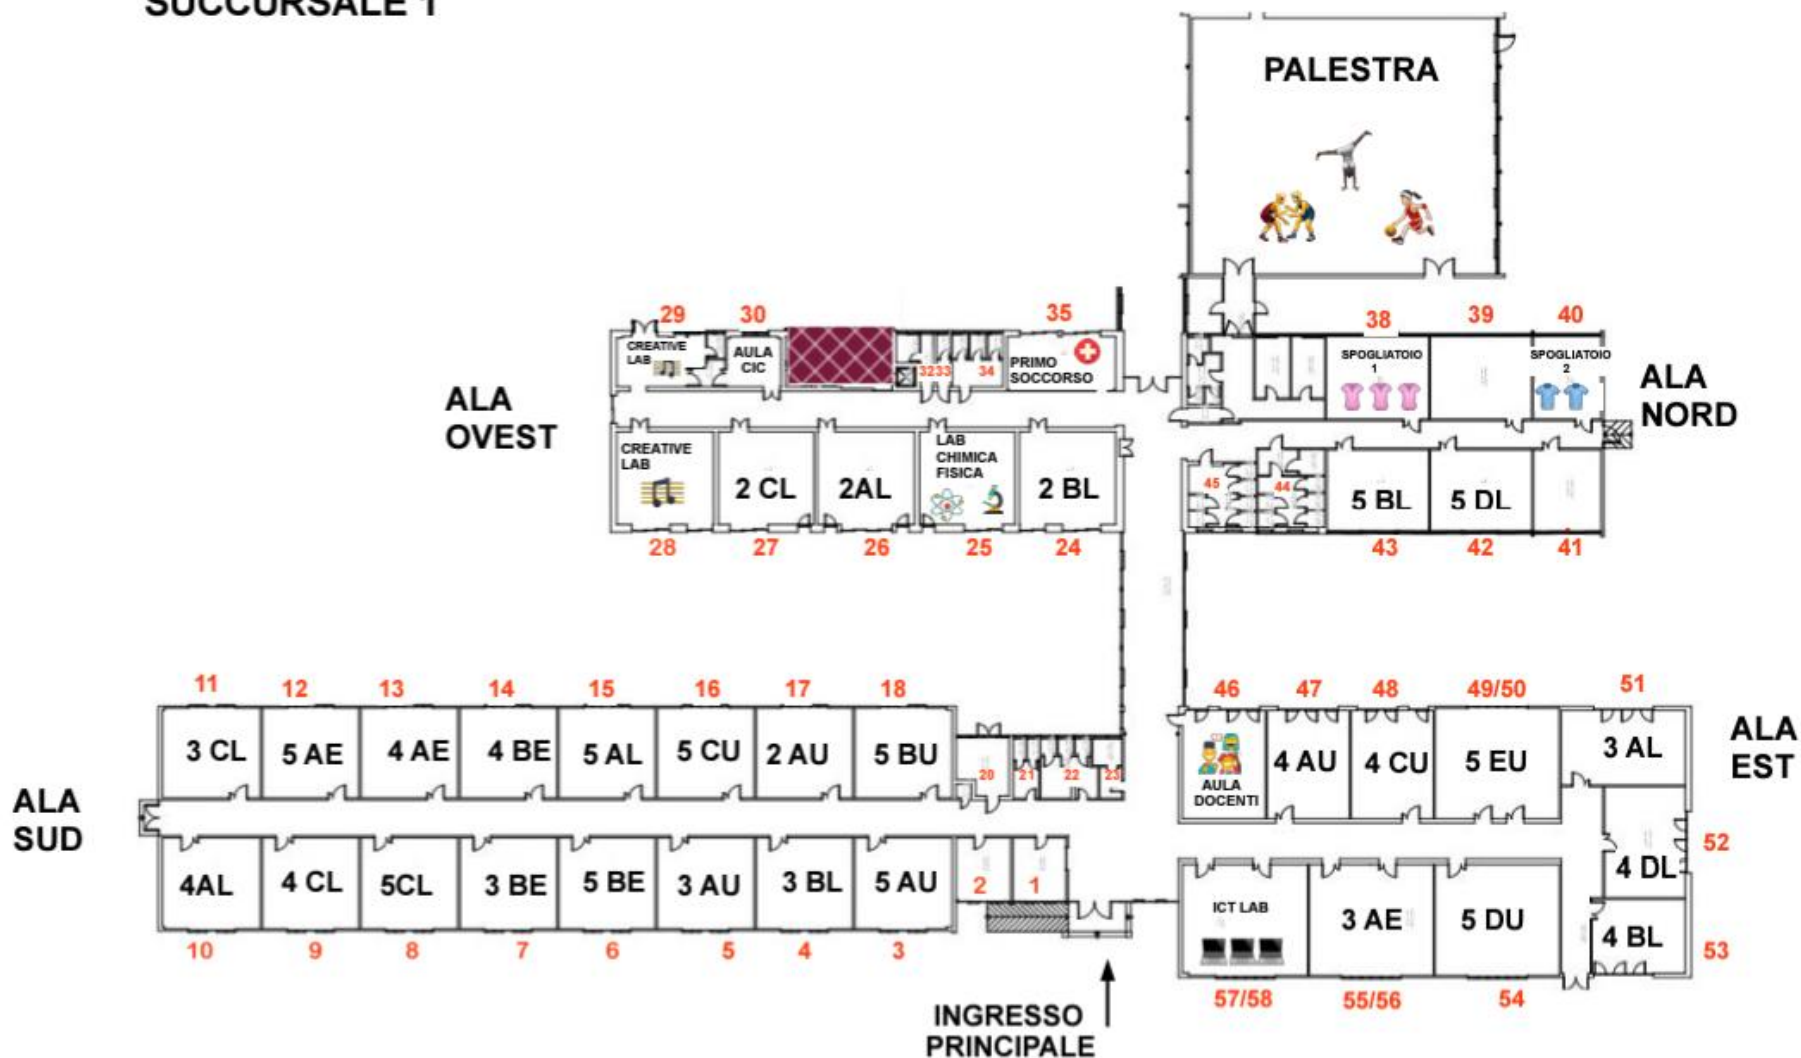 SUCCURSALE 1
PALESTRA
29
30
35
38
39
40
CREATIVE
LAB
AULA
CIC
32
33
34
PRIMO
SOCCORSO
SPOGLIATOIO
1
SPOGLIATOIO
2
ALA
OVEST
ALA
NORD
CREATIVE
LAB
2 CL
2AL
LAB
CHIMICA
FISICA
2 BL
45
44
5 BL
5 DL
28
27
26
25
24
43
42
41
11
12
13
14
15
16
17
18
46
47
48
49/50
51
3 CL
5 AE
4 AE
4 BE
5 AL
5 CU
2 AU
5 BU
20
21
22
23
AULA
DOCENTI
4 AU
4 CU
5 EU
3 AL
ALA
EST
ALA
SUD
52
4 DL
4AL
4 CL
5CL
3 BE
5 BE
3 AU
3 BL
5 AU
2
1
ICT LAB
3 AE
5 DU
4 BL
53
10
9
8
7
6
5
4
3
57/58
55/56
54
INGRESSO
PRINCIPALE